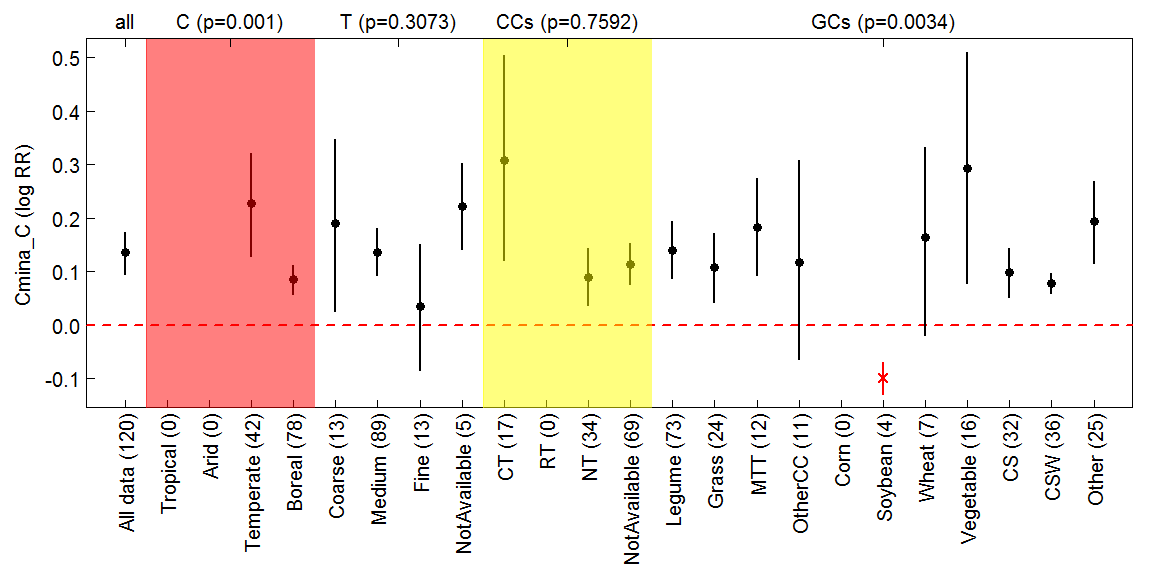 all
C (p=0.001)
T (p=0.3073)
CCs (p=0.7592)
GCs (p=0.0034)
Cmina_C (log RR)
0.5
0.4
0.3
0.2
0.1
0.0
-0.1
All data (120)
Tropical (0)
Arid (0)
Temperate (42)
Boreal (78)
Coarse (13)
Medium (89)
Fine (13)
NotAvailable (5)
CT (17)
RT (0)
NT (34)
NotAvailable (69)
Legume (73)
Grass (24)
MTT (12)
OtherCC (11)
Corn (0)
Soybean (4)
Wheat (7)
Vegetable (16)
CS (32)
CSW (36)
Other (25)